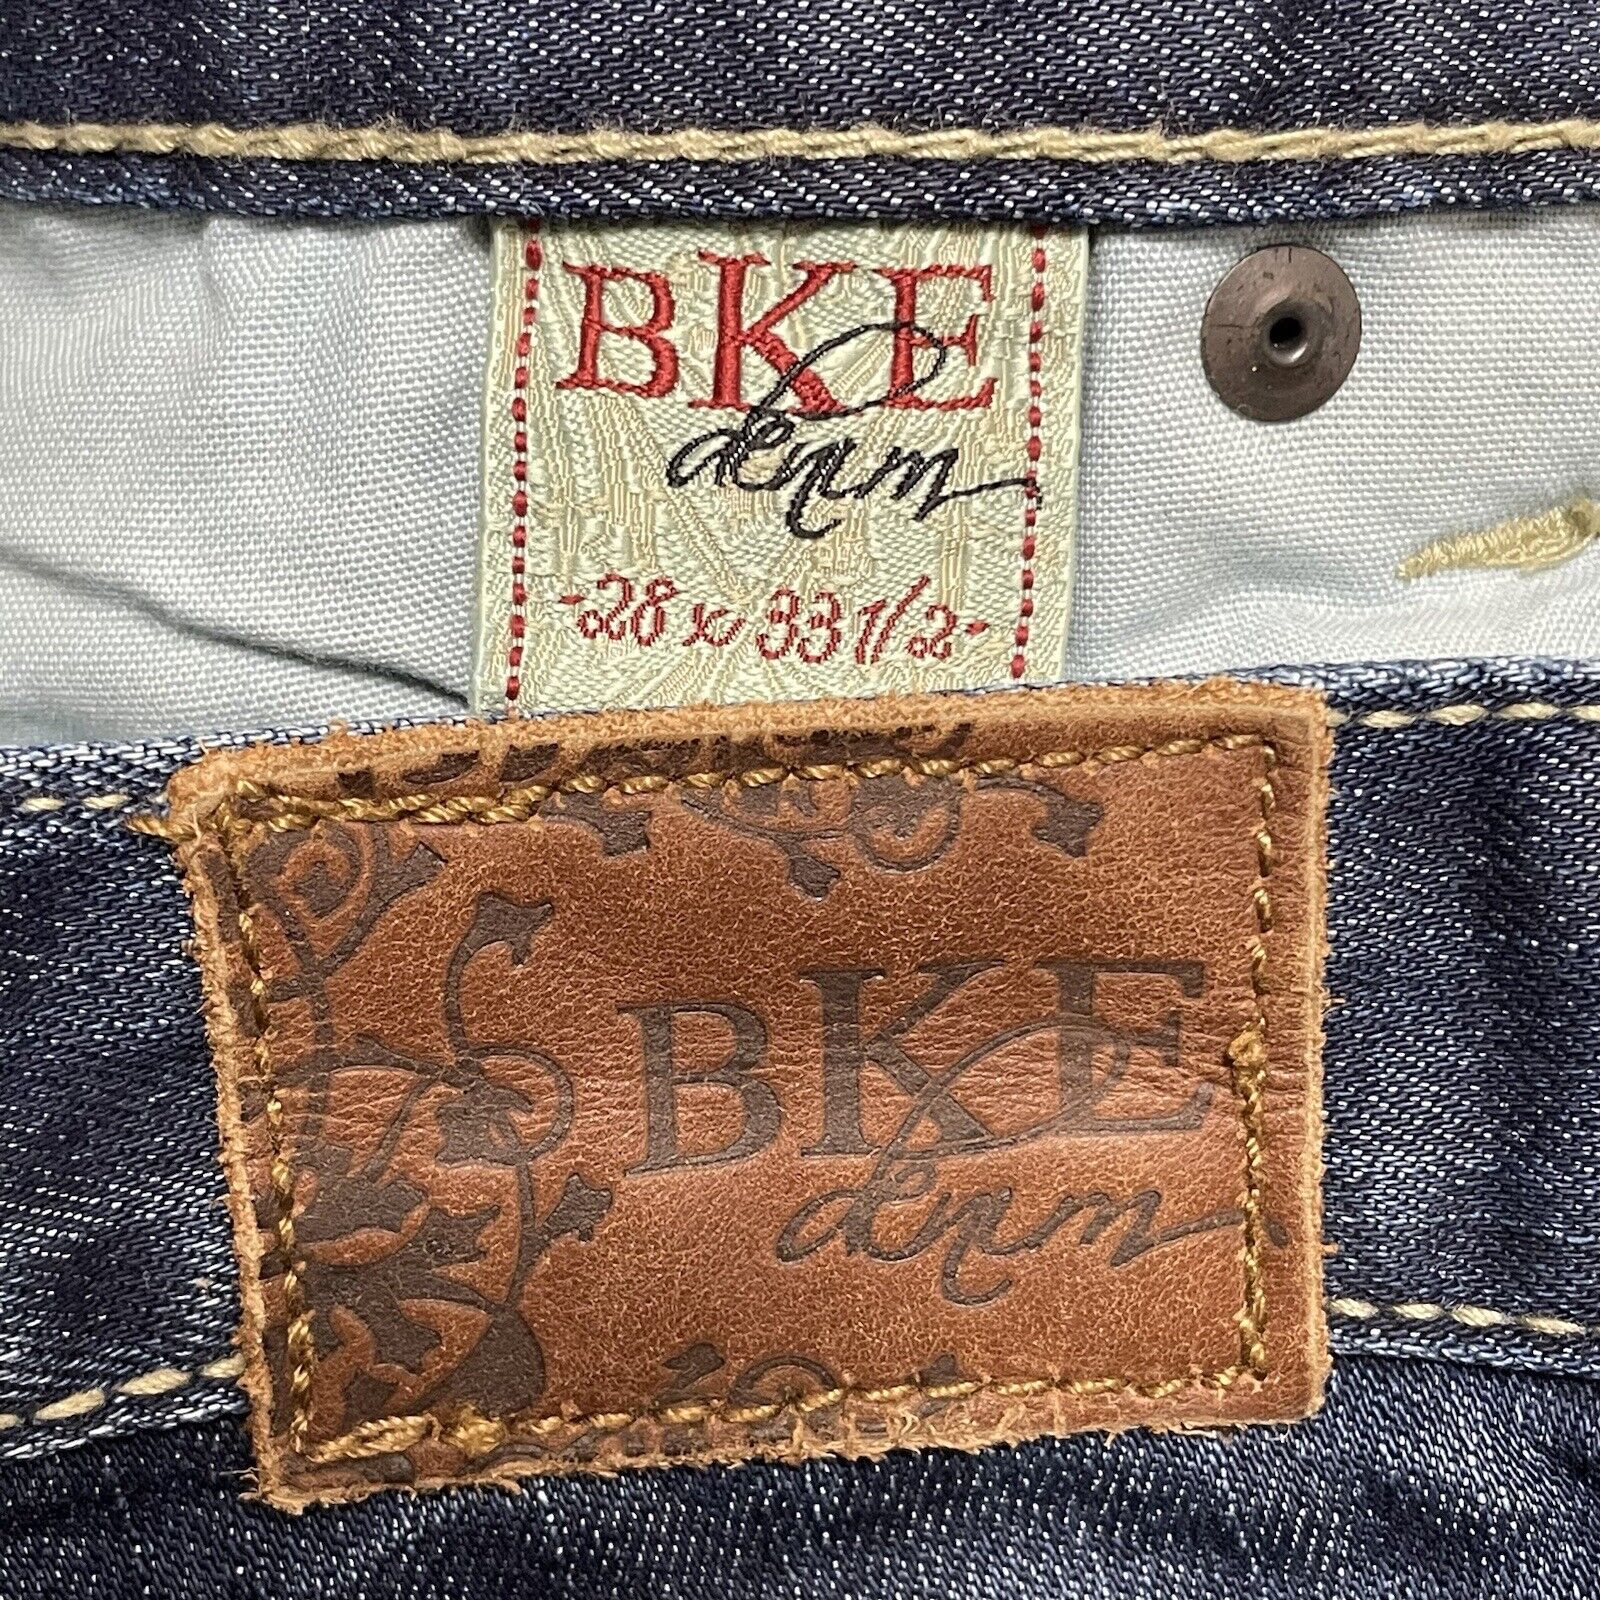 BKE
denim
-28 x 33 1/2-
BKE
denim